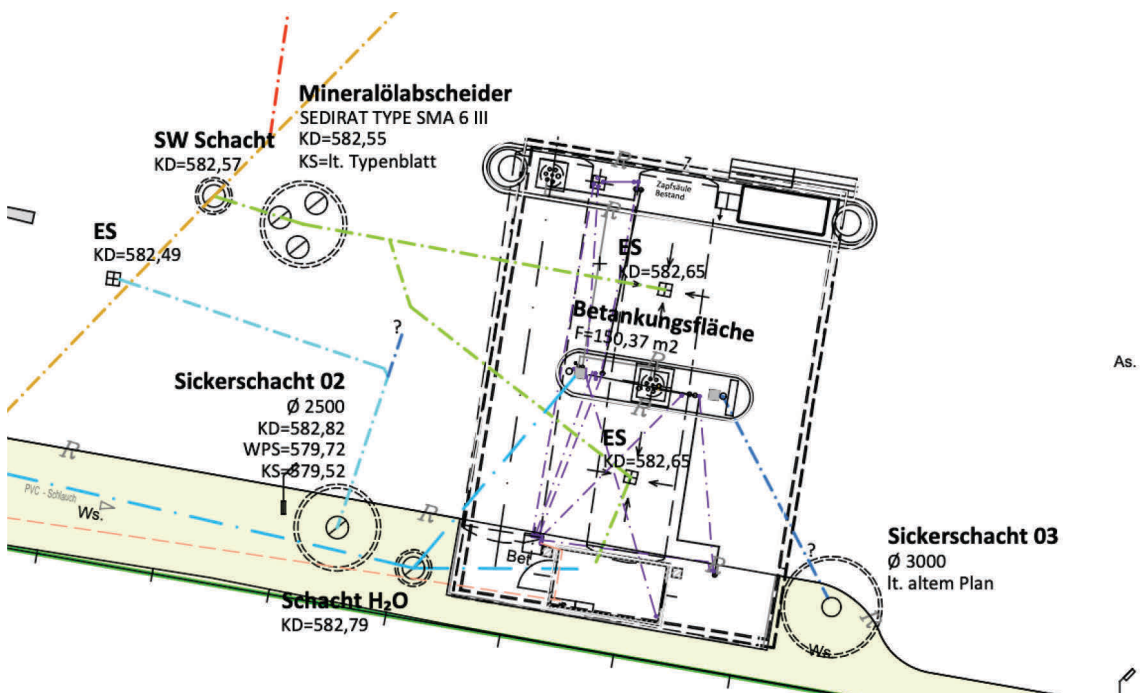 Mineralölabscheider
SEDIRAT TYPE SMA 6 III
KD=582,55
KS=lt. Typenblatt
SW Schacht
KD=582,57
R
?
Zapfsäule
Bestand
R
ES
KD=582,49
ES
KD=582,65
Betankungsfläche
F=150,37 m2
?
R
As.
Sickerschacht 02
Ø 2500
KD=582,82
WPS=579,72
KS=879,52
R
ES
KD=582,65
R
PVC - Schlauch
Ws.
R
Bet
?
Sickerschacht 03
Ø 3000
lt. altem Plan
R
Schacht H₂O
KD=582,79
R
Ws.